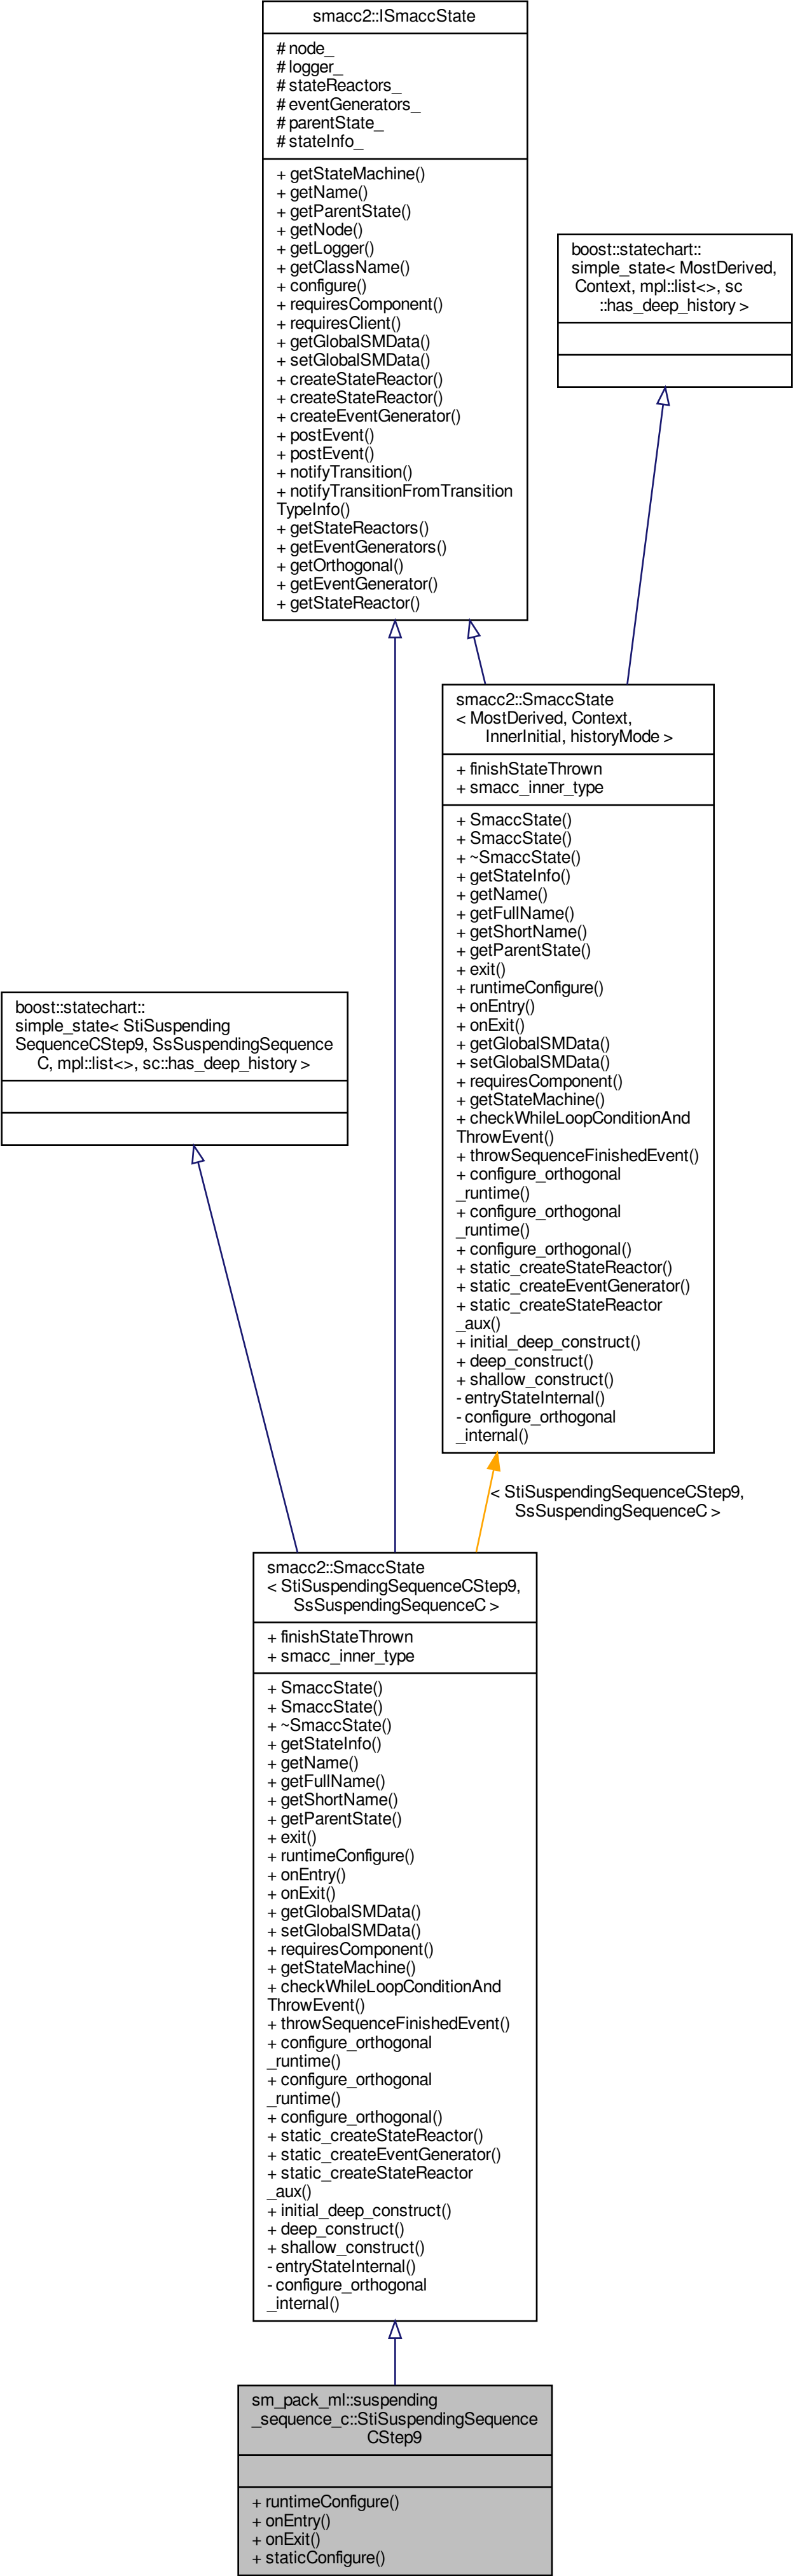 smacc2::ISmaccState
# node_
# logger_
# stateReactors_
# eventGenerators_
# parentState_
# stateInfo_
+ getStateMachine()
+ getName()
+ getParentState()
+ getNode()
+ getLogger()
+ getClassName()
+ configure()
+ requiresComponent()
+ requiresClient()
+ getGlobalSMData()
+ setGlobalSMData()
+ createStateReactor()
+ createStateReactor()
+ createEventGenerator()
+ postEvent()
+ postEvent()
+ notifyTransition()
+ notifyTransitionFromTransition
TypeInfo()
+ getStateReactors()
+ getEventGenerators()
+ getOrthogonal()
+ getEventGenerator()
+ getStateReactor()
boost::statechart::
simple_state< MostDerived,
Context, mpl::list<>, sc
::has_deep_history >
smacc2::SmaccState
< MostDerived, Context,
InnerInitial, historyMode >
+ finishStateThrown
+ smacc_inner_type
+ SmaccState()
+ SmaccState()
+ ~SmaccState()
+ getStateInfo()
+ getName()
+ getFullName()
+ getShortName()
+ getParentState()
+ exit()
+ runtimeConfigure()
+ onEntry()
+ onExit()
+ getGlobalSMData()
+ setGlobalSMData()
+ requiresComponent()
+ getStateMachine()
+ checkWhileLoopConditionAnd
ThrowEvent()
+ throwSequenceFinishedEvent()
+ configure_orthogonal
_runtime()
+ configure_orthogonal
_runtime()
+ configure_orthogonal()
+ static_createStateReactor()
+ static_createEventGenerator()
+ static_createStateReactor
_aux()
+ initial_deep_construct()
+ deep_construct()
+ shallow_construct()
- entryStateInternal()
- configure_orthogonal
_internal()
boost::statechart::
simple_state< StiSuspending
SequenceCStep9, SsSuspendingSequence
C, mpl::list<>, sc::has_deep_history >
< StiSuspendingSequenceCStep9,
SsSuspendingSequenceC >
smacc2::SmaccState
< StiSuspendingSequenceCStep9,
SsSuspendingSequenceC >
+ finishStateThrown
+ smacc_inner_type
+ SmaccState()
+ SmaccState()
+ ~SmaccState()
+ getStateInfo()
+ getName()
+ getFullName()
+ getShortName()
+ getParentState()
+ exit()
+ runtimeConfigure()
+ onEntry()
+ onExit()
+ getGlobalSMData()
+ setGlobalSMData()
+ requiresComponent()
+ getStateMachine()
+ checkWhileLoopConditionAnd
ThrowEvent()
+ throwSequenceFinishedEvent()
+ configure_orthogonal
_runtime()
+ configure_orthogonal
_runtime()
+ configure_orthogonal()
+ static_createStateReactor()
+ static_createEventGenerator()
+ static_createStateReactor
_aux()
+ initial_deep_construct()
+ deep_construct()
+ shallow_construct()
- entryStateInternal()
- configure_orthogonal
_internal()
sm_pack_ml::suspending
_sequence_c::StiSuspendingSequence
CStep9
+ runtimeConfigure()
+ onEntry()
+ onExit()
+ staticConfigure()